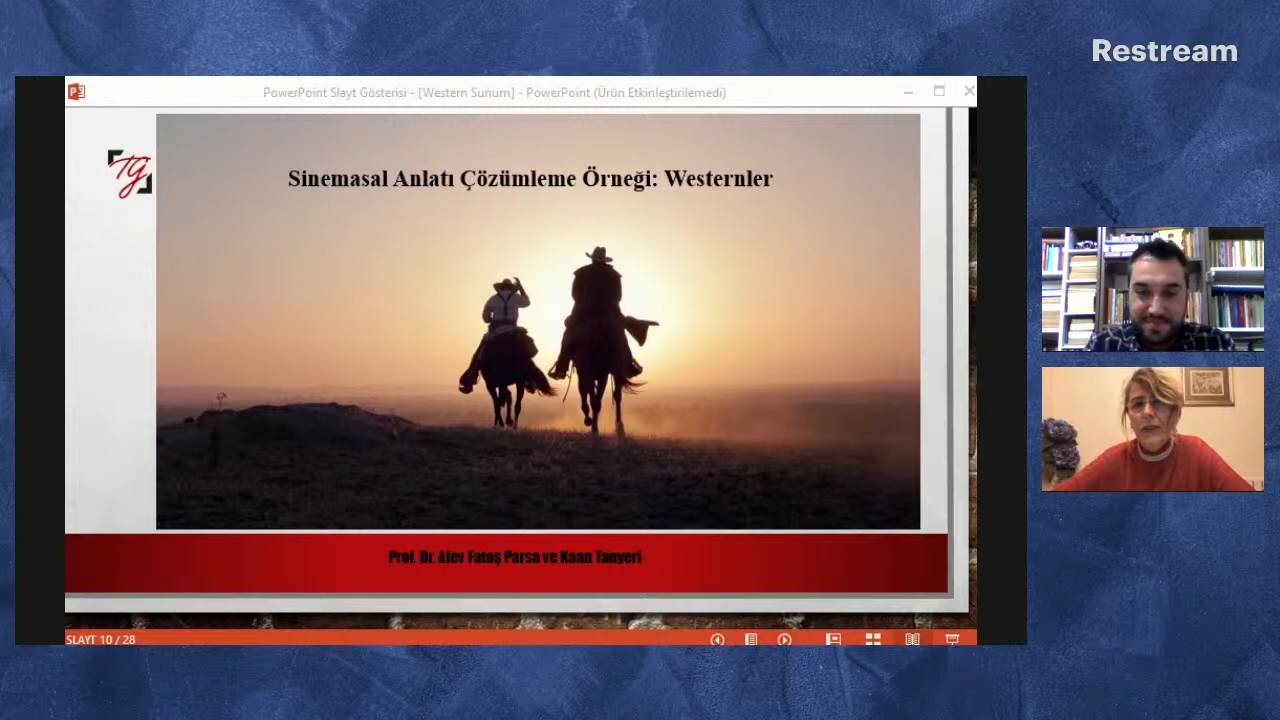 Restream
PowerPoint Slayt Gösterisi - [Western Sunum] - PowerPoint (Ürün Etkinleştirilemedi)
TG
Sinemasal Anlatı Çözümleme Örneği: Westernler
Prof. Dr. Alev Fatoş Parsa ve Kaan Tanyeri
SLAYT 10 / 28